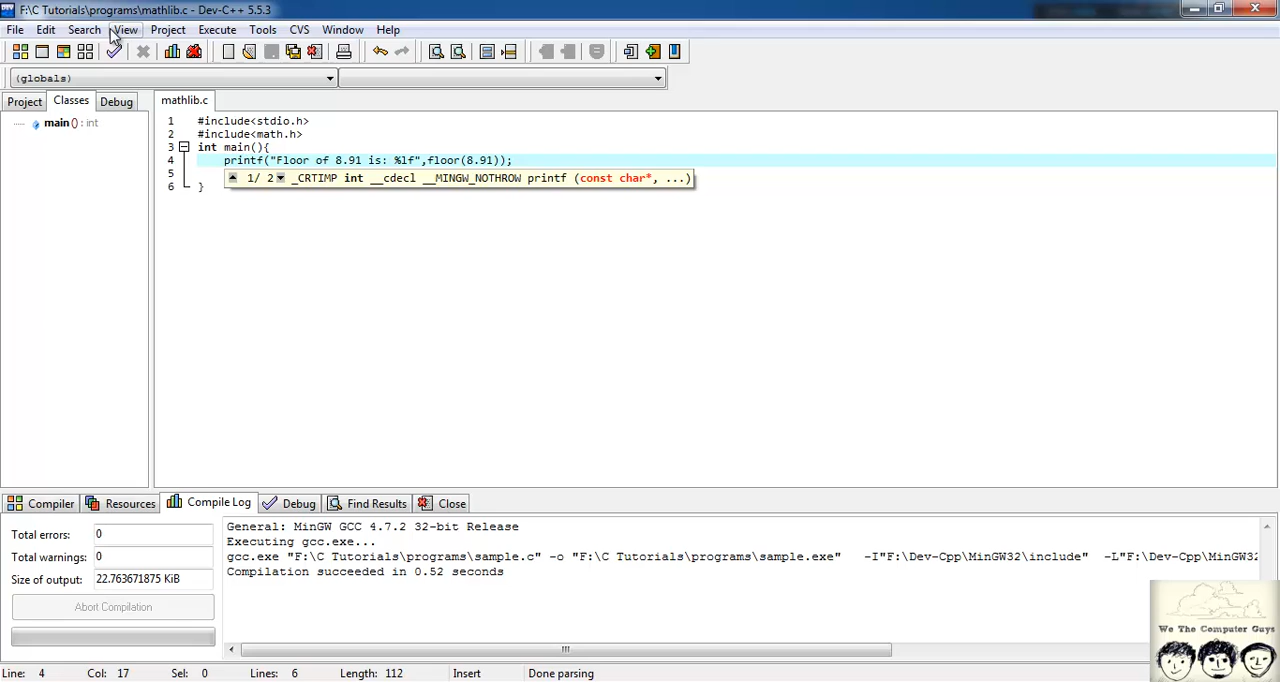 F:\C Tutorials\programs\mathlib.c - Dev-C++ 5.5.3
File Edit Search View Project Execute Tools CVS Window Help
(globals)
Project Classes Debug mathlib.c
main () : int
1 #include<stdio.h>
2 #include<math.h>
3 int main(){
4 printf("Floor of 8.91 is: %lf",floor(8.91));
5
1/ 2 _CRTIMP int __cdecl __MINGW_NOTHROW printf (const char*, ...)
6 }
Compiler Resources Compile Log Debug Find Results Close
Total errors: 0
Total warnings: 0
Size of output: 22.763671875 KiB
Abort Compilation
General: MinGW GCC 4.7.2 32-bit Release
Executing gcc.exe...
gcc.exe "F:\C Tutorials\programs\sample.c" -o "F:\C Tutorials\programs\sample.exe" -I"F:\Dev-Cpp\MinGW32\include" -L"F:\Dev-Cpp\MinGW32
Compilation succeeded in 0.52 seconds
We The Computer Guys
Line: 4 Col: 17 Sel: 0 Lines: 6 Length: 112 Insert Done parsing